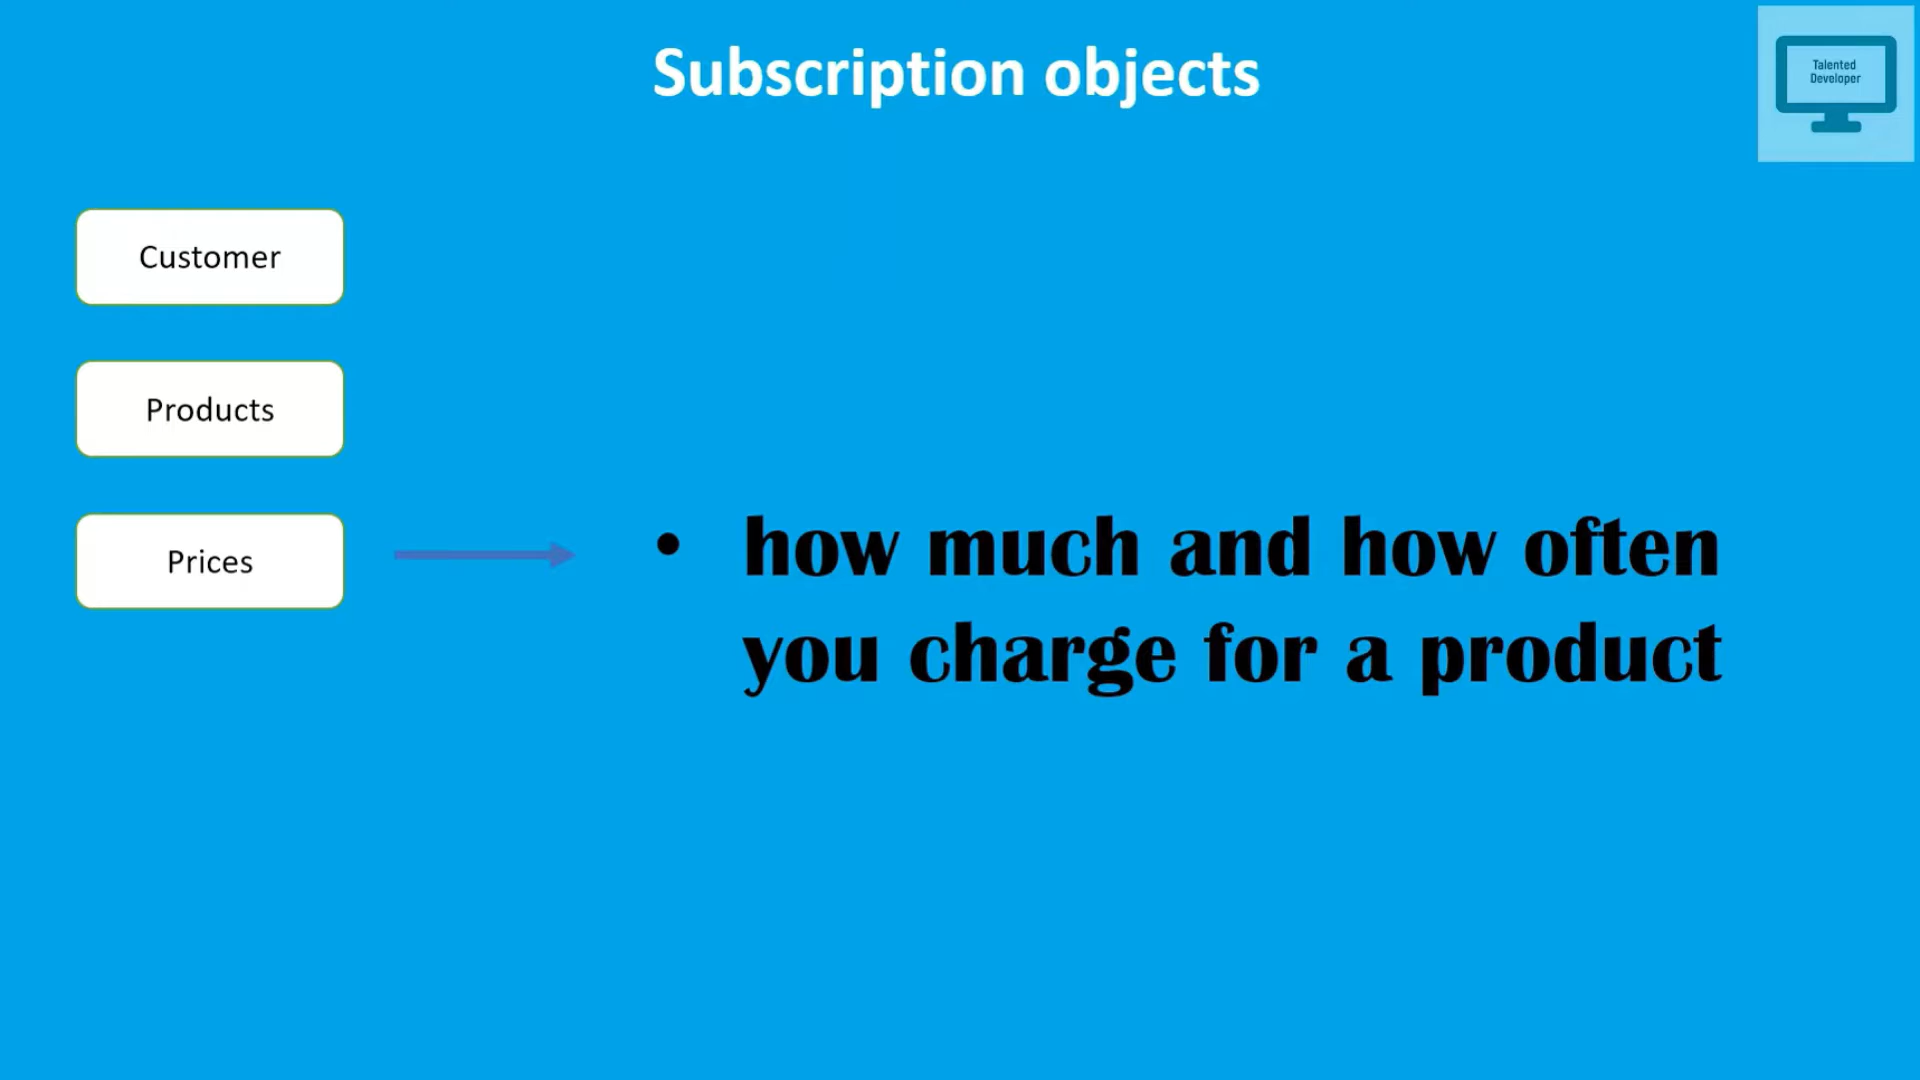 Subscription objects
Talented
Developer
Customer
Products
Prices
• how much and how often
you charge for a product